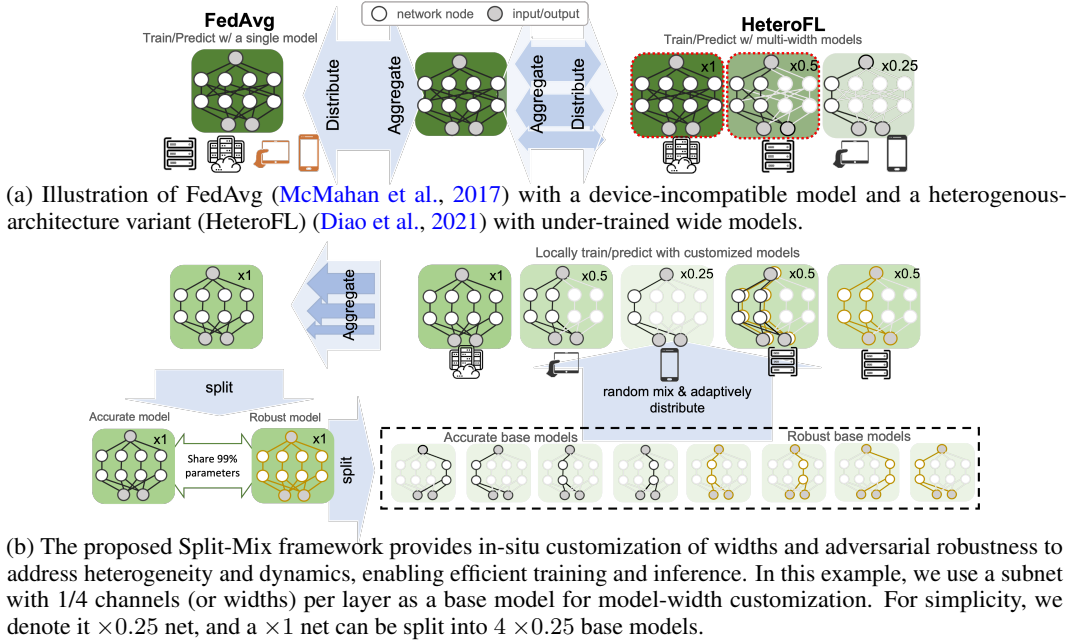 FedAvg
Train/Predict w/ a single model
network node
input/output
HeteroFL
Train/Predict w/ multi-width models
Distribute
Aggregate
Aggregate
Distribute
x1
x0.5
x0.25
(a) Illustration of FedAvg (McMahan et al., 2017) with a device-incompatible model and a heterogenous-
architecture variant (HeteroFL) (Diao et al., 2021) with under-trained wide models.
Locally train/predict with customized models
x1
Aggregate
x1
x0.5
x0.25
x0.5
x0.5
split
random mix & adaptively
distribute
Accurate model
x1
Share 99%
parameters
Robust model
x1
split
Accurate base models
Robust base models
(b) The proposed Split-Mix framework provides in-situ customization of widths and adversarial robustness to
address heterogeneity and dynamics, enabling efficient training and inference. In this example, we use a subnet
with 1/4 channels (or widths) per layer as a base model for model-width customization. For simplicity, we
denote it ×0.25 net, and a ×1 net can be split into 4 ×0.25 base models.